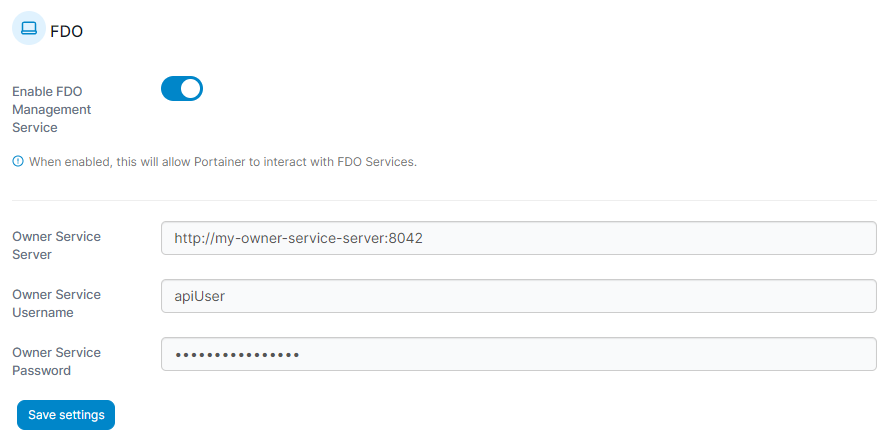 FDO
Enable FDO
Management
Service
When enabled, this will allow Portainer to interact with FDO Services.
Owner Service
Server
http://my-owner-service-server:8042
Owner Service
Username
apiUser
Owner Service
Password
••••••••••••••••
Save settings